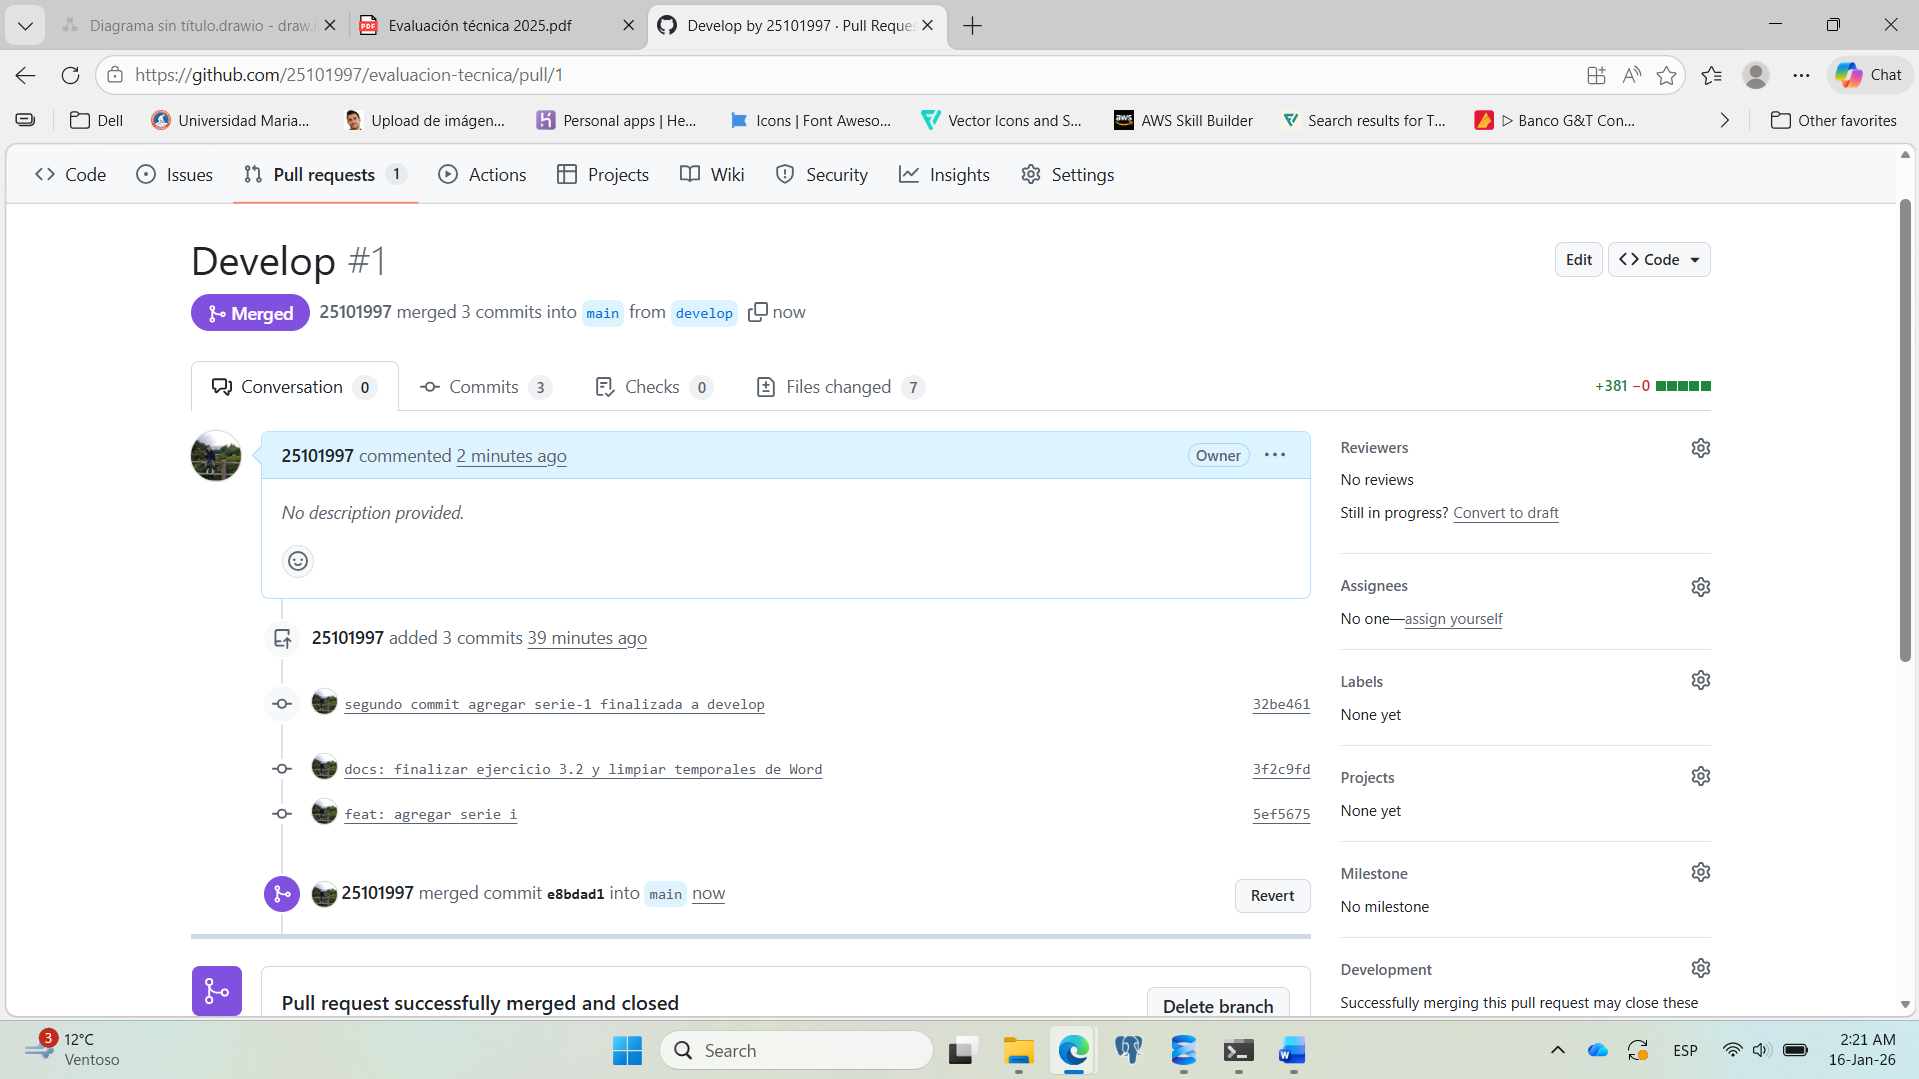 Diagrama sin título.drawio - draw.i
Evaluación técnica 2025.pdf
Develop by 25101997 · Pull Reques
https://github.com/25101997/evaluacion-tecnica/pull/1
Chat
Dell
Universidad Maria...
Upload de imágen...
Personal apps | He...
Icons | Font Aweso...
Vector Icons and S...
AWS Skill Builder
Search results for T...
▷ Banco G&T Con...
Other favorites
Code
Issues
Pull requests 1
Actions
Projects
Wiki
Security
Insights
Settings
Develop #1
Edit
Code
Merged
25101997 merged 3 commits into main from develop now
Conversation 0
Commits 3
Checks 0
Files changed 7
+381 −0
25101997 commented 2 minutes ago
Owner
No description provided.
25101997 added 3 commits 39 minutes ago
segundo commit agregar serie-1 finalizada a develop
32be461
docs: finalizar ejercicio 3.2 y limpiar temporales de Word
3f2c9fd
feat: agregar serie i
5ef5675
25101997 merged commit e8bdad1 into main now
Revert
Pull request successfully merged and closed
Delete branch
Reviewers
No reviews
Still in progress? Convert to draft
Assignees
No one—assign yourself
Labels
None yet
Projects
None yet
Milestone
No milestone
Development
Successfully merging this pull request may close these
3
12°C
Ventoso
Search
ESP
2:21 AM
16-Jan-26